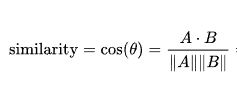 similarity = cos(θ) = A · B / ‖A‖‖B‖ =